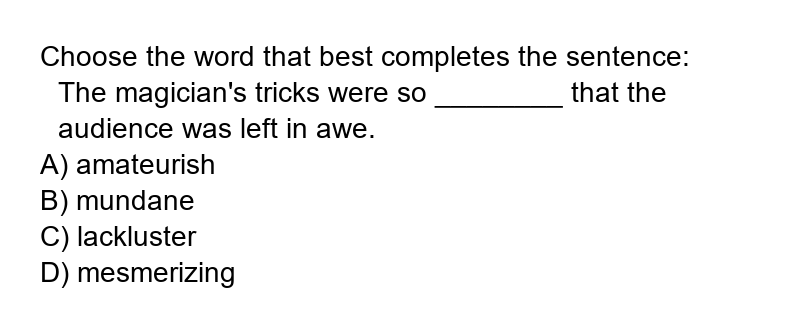 Choose the word that best completes the sentence:
The magician's tricks were so ________ that the
audience was left in awe.
A) amateurish
B) mundane
C) lackluster
D) mesmerizing